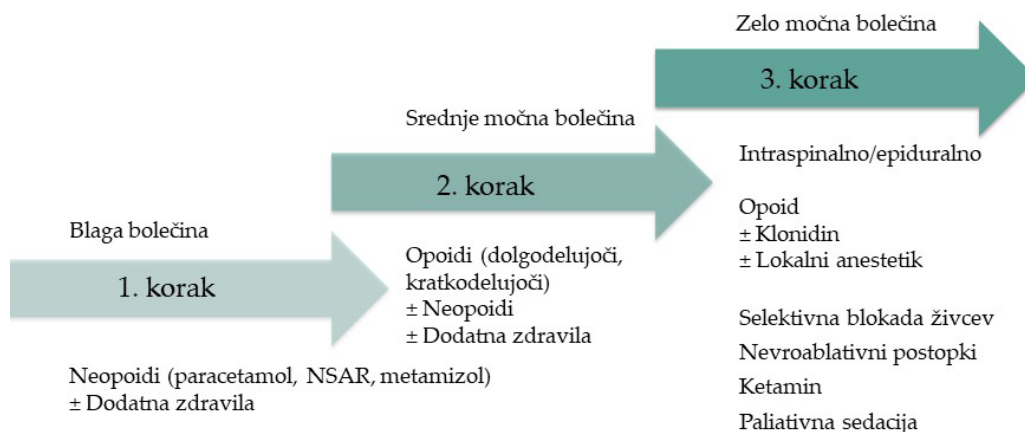 Blaga bolečina
1. korak
Neopoidi (paracetamol, NSAR, metamizol)
± Dodatna zdravila
Srednje močna bolečina
2. korak
Opoidi (dolgodelujoči,
kratkodelujoči)
± Neopoidi
± Dodatna zdravila
Zelo močna bolečina
3. korak
Intraspinalno/epiduralno
Opoid
± Klonidin
± Lokalni anestetik
Selektivna blokada živcev
Nevroablativni postopki
Ketamin
Paliativna sedacija